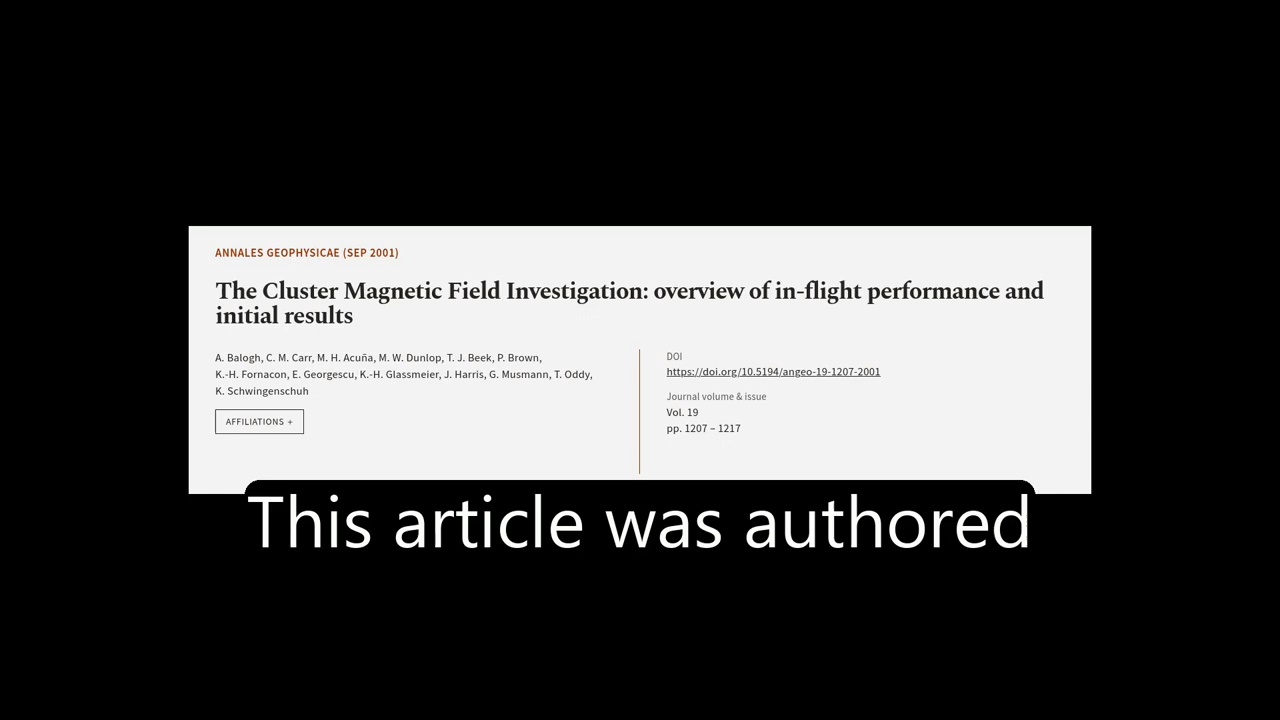 ANNALES GEOPHYSICAE (SEP 2001)
The Cluster Magnetic Field Investigation: overview of in-flight performance and
initial results
A. Balogh, C. M. Carr, M. H. Acuña, M. W. Dunlop, T. J. Beek, P. Brown,
K.-H. Fornacon, E. Georgescu, K.-H. Glassmeier, J. Harris, G. Musmann, T. Oddy,
K. Schwingenschuh
AFFILIATIONS +
DOI
https://doi.org/10.5194/angeo-19-1207-2001
Journal volume & issue
Vol. 19
pp. 1207 – 1217
This article was authored